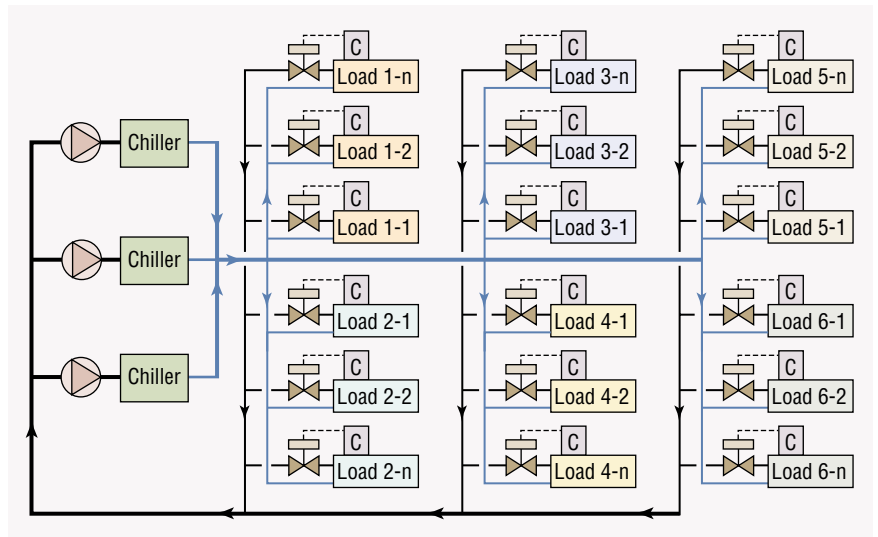 C
C
C
Load 1-n
Load 3-n
Load 5-n
C
C
C
Chiller
Load 1-2
Load 3-2
Load 5-2
C
C
C
Load 1-1
Load 3-1
Load 5-1
Chiller
C
C
C
Load 2-1
Load 4-1
Load 6-1
C
C
C
Chiller
Load 2-2
Load 4-2
Load 6-2
C
C
C
Load 2-n
Load 4-n
Load 6-n